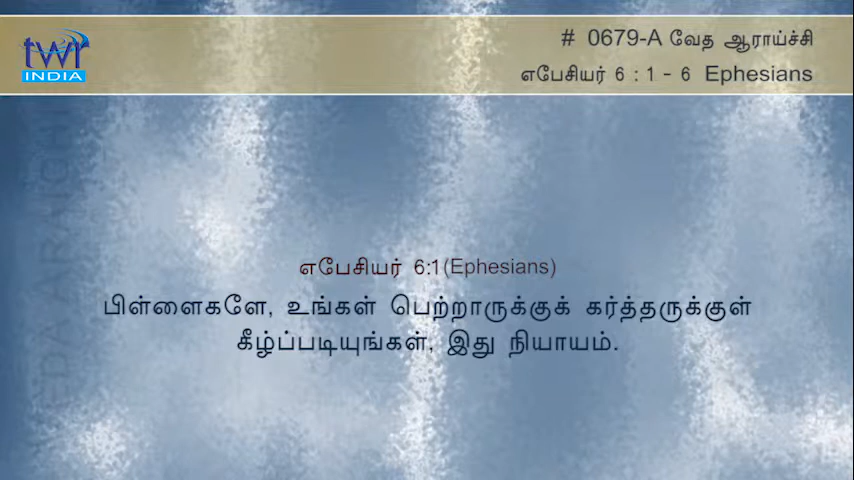 twr
INDIA
# 0679-A வேத ஆராய்ச்சி
எபேசியர் 6 : 1 - 6 Ephesians
எபேசியர் 6:1(Ephesians)
பிள்ளைகளே, உங்கள் பெற்றாருக்குக் கர்த்தருக்குள்
கீழ்ப்படியுங்கள், இது நியாயம்.